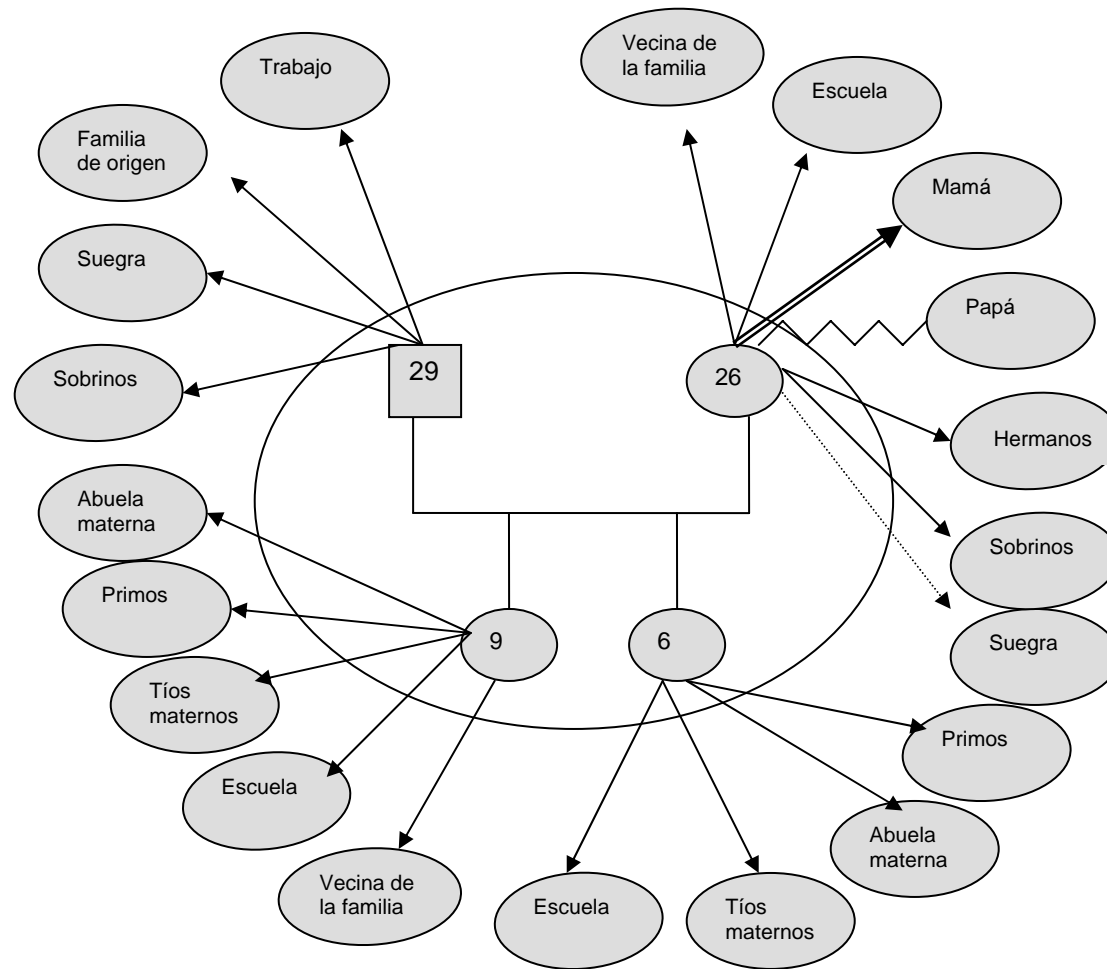 Vecina de
la familia
Trabajo
Escuela
Familia
de origen
Mamá
Suegra
Papá
29
26
Sobrinos
Hermanos
Abuela
materna
Sobrinos
Primos
9
6
Suegra
Tíos
maternos
Primos
Escuela
Abuela
materna
Vecina de
la familia
Escuela
Tíos
maternos